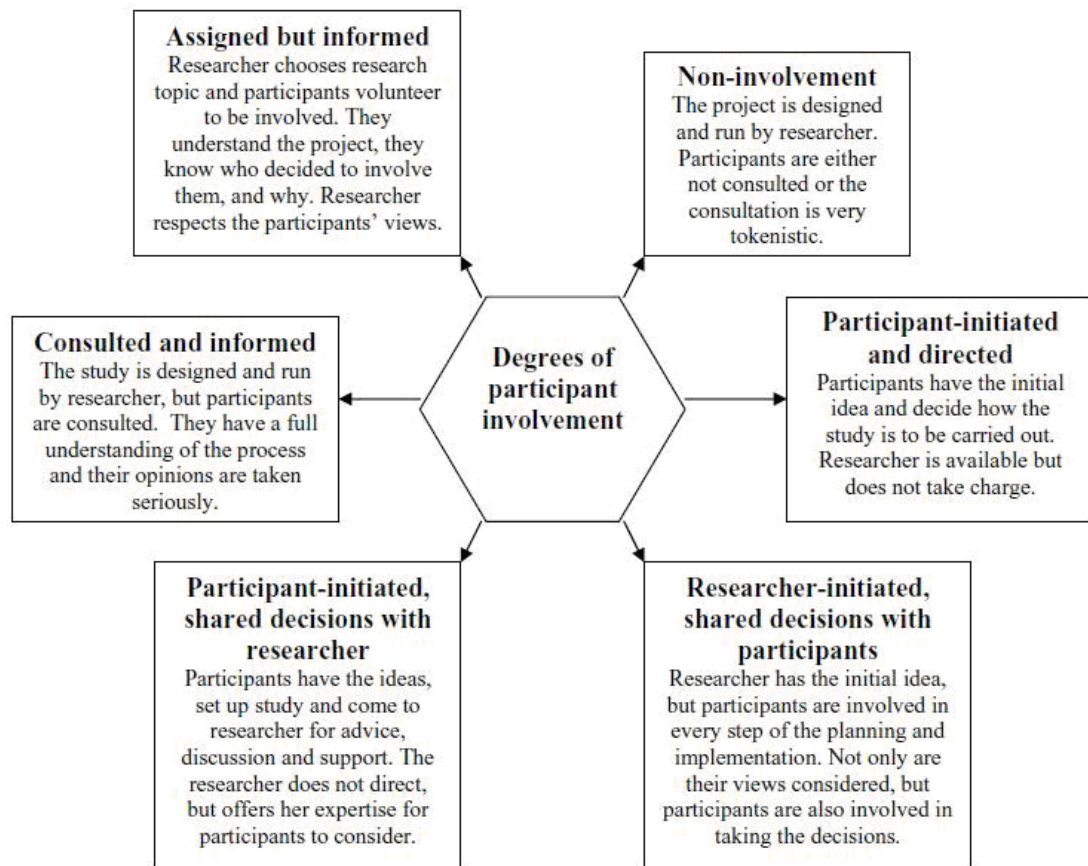 Assigned but informed
Researcher chooses research
topic and participants volunteer
to be involved. They
understand the project, they
know who decided to involve
them, and why. Researcher
respects the participants' views.
Non-involvement
The project is designed
and run by researcher.
Participants are either
not consulted or the
consultation is very
tokenistic.
Consulted and informed
The study is designed and run
by researcher, but participants
are consulted. They have a full
understanding of the process
and their opinions are taken
seriously.
Degrees of
participant
involvement
Participant-initiated
and directed
Participants have the initial
idea and decide how the
study is to be carried out.
Researcher is available but
does not take charge.
Participant-initiated,
shared decisions with
researcher
Participants have the ideas,
set up study and come to
researcher for advice,
discussion and support. The
researcher does not direct,
but offers her expertise for
participants to consider.
Researcher-initiated,
shared decisions with
participants
Researcher has the initial idea,
but participants are involved in
every step of the planning and
implementation. Not only are
their views considered, but
participants are also involved in
taking the decisions.